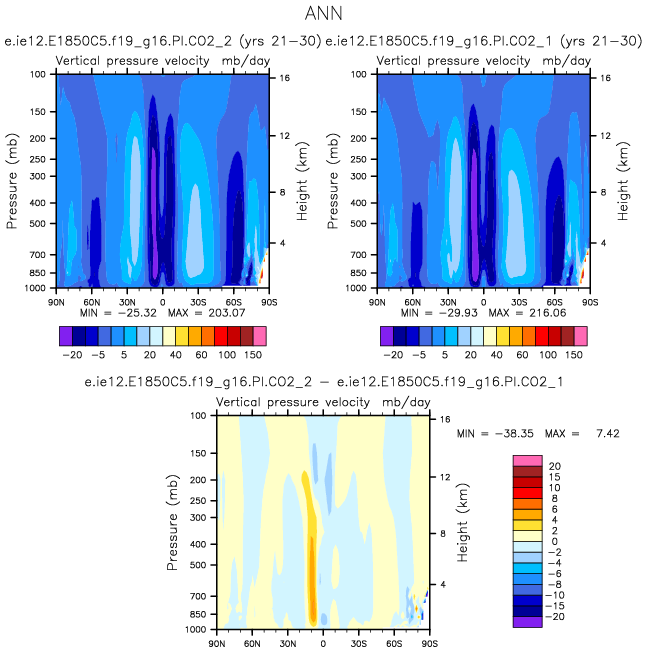 ANN
e.ie12.E1850C5.f19_g16.PI.CO2_2 (yrs 21-30) e.ie12.E1850C5.f19_g16.PI.CO2_1 (yrs 21-30)
Vertical pressure velocity mb/day
Vertical pressure velocity mb/day
100
150
200
250
300
400
500
700
850
1000
Pressure (mb)
16
12
8
4
Height (km)
90N 60N 30N 0 30S 60S 90S
MIN = -25.32 MAX = 203.07
-20 -5 5 20 40 60 100 150
100
150
200
250
300
400
500
700
850
1000
Pressure (mb)
16
12
8
4
Height (km)
90N 60N 30N 0 30S 60S 90S
MIN = -29.93 MAX = 216.06
-20 -5 5 20 40 60 100 150
e.ie12.E1850C5.f19_g16.PI.CO2_2 - e.ie12.E1850C5.f19_g16.PI.CO2_1
Vertical pressure velocity mb/day
100
150
200
250
300
400
500
700
850
1000
Pressure (mb)
16
12
8
4
Height (km)
90N 60N 30N 0 30S 60S 90S
MIN = -38.35 MAX = 7.42
20
15
10
8
6
4
2
0
-2
-4
-6
-8
-10
-15
-20